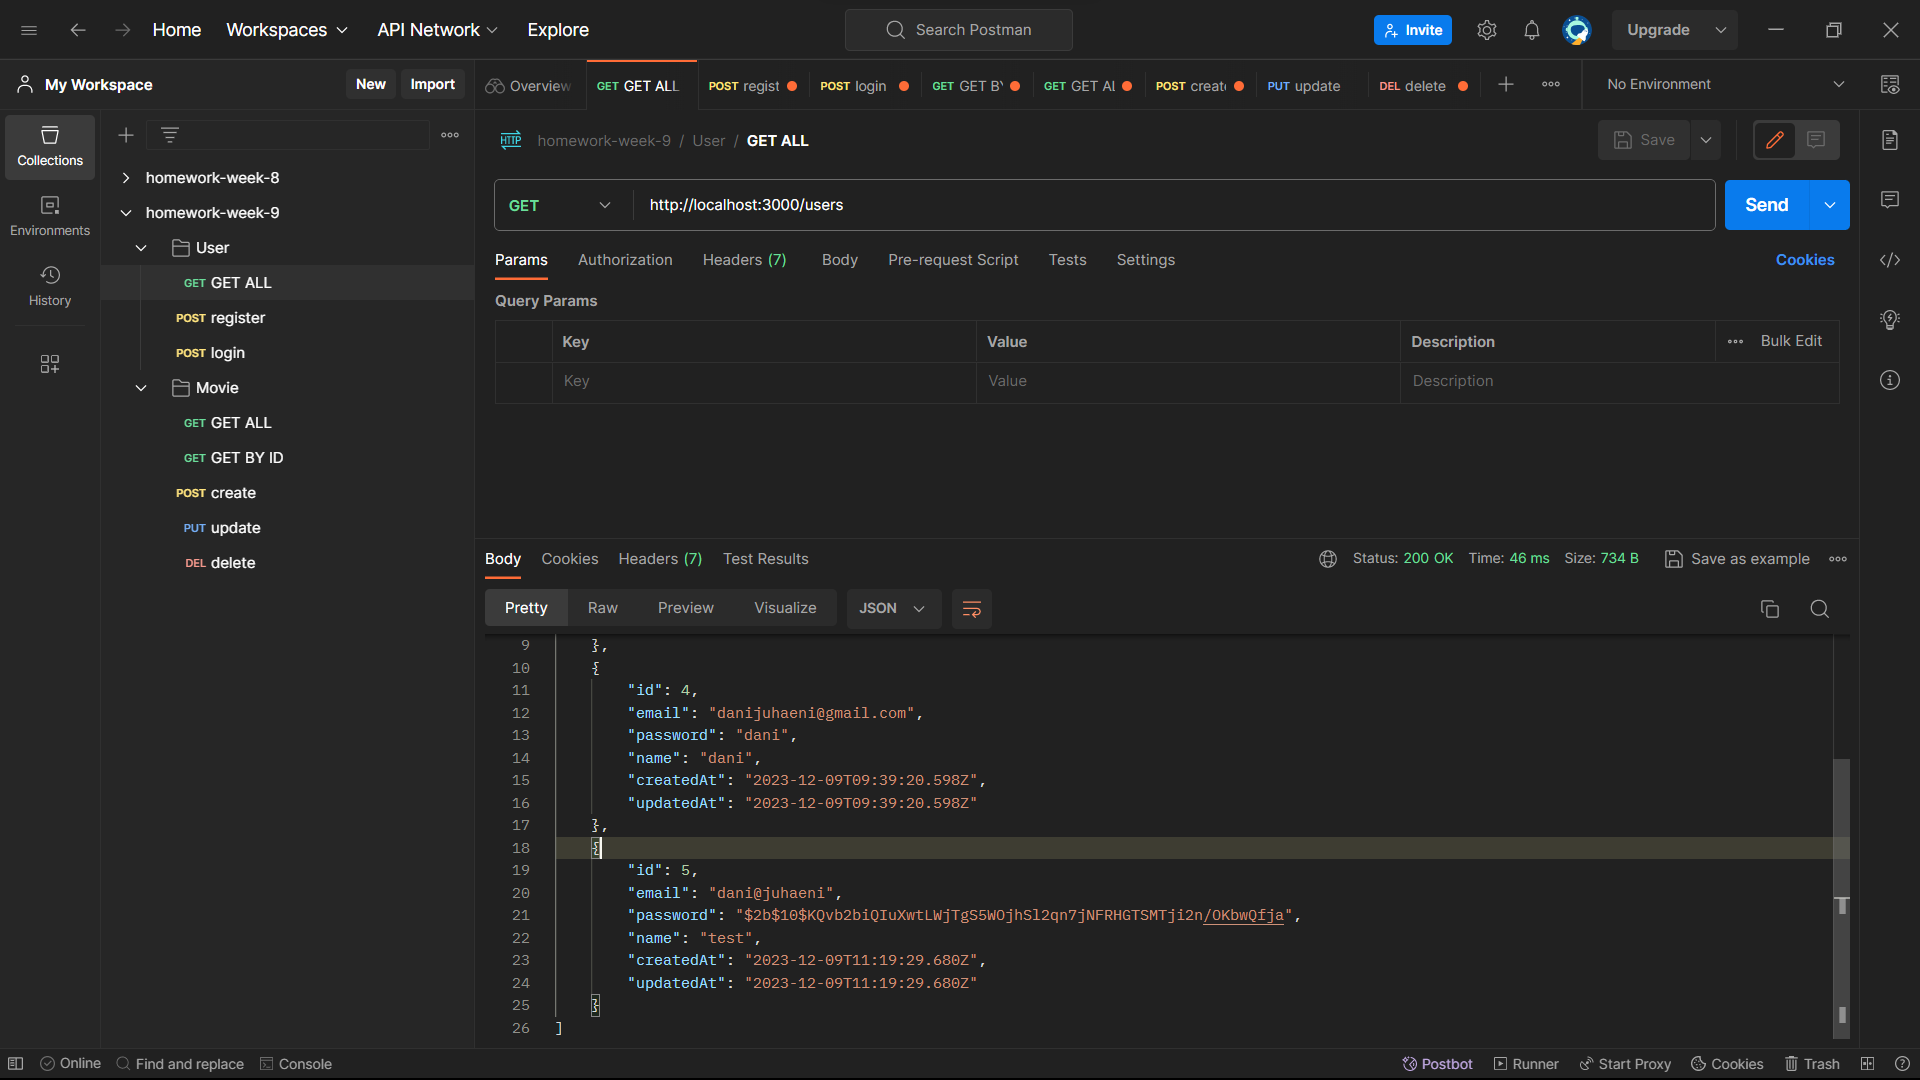 Home
Workspaces
API Network
Explore
Search Postman
Invite
Upgrade
My Workspace
New
Import
Overview
GET GET ALL
POST regist
POST login
GET GET BY
GET GET AL
POST create
PUT update
DEL delete
No Environment
Collections
Environments
History
homework-week-8
homework-week-9
User
GET GET ALL
POST register
POST login
Movie
GET GET ALL
GET GET BY ID
POST create
PUT update
DEL delete
HTTP
homework-week-9 / User / GET ALL
Save
GET
http://localhost:3000/users
Send
Params
Authorization
Headers (7)
Body
Pre-request Script
Tests
Settings
Cookies
Query Params
Key
Value
Description
Bulk Edit
Key
Value
Description
Body
Cookies
Headers (7)
Test Results
Status: 200 OK
Time: 46 ms
Size: 734 B
Save as example
Pretty
Raw
Preview
Visualize
JSON
9 },
10 {
11 "id": 4,
12 "email": "danijuhaeni@gmail.com",
13 "password": "dani",
14 "name": "dani",
15 "createdAt": "2023-12-09T09:39:20.598Z",
16 "updatedAt": "2023-12-09T09:39:20.598Z"
17 },
18 {
19 "id": 5,
20 "email": "dani@juhaeni",
21 "password": "$2b$10$KQvb2biQIuXwtLWjTgS5WOjhSl2qn7jNFRHGTSMTji2n/OKbwQfja",
22 "name": "test",
23 "createdAt": "2023-12-09T11:19:29.680Z",
24 "updatedAt": "2023-12-09T11:19:29.680Z"
25 }
26 ]
Online
Find and replace
Console
Postbot
Runner
Start Proxy
Cookies
Trash